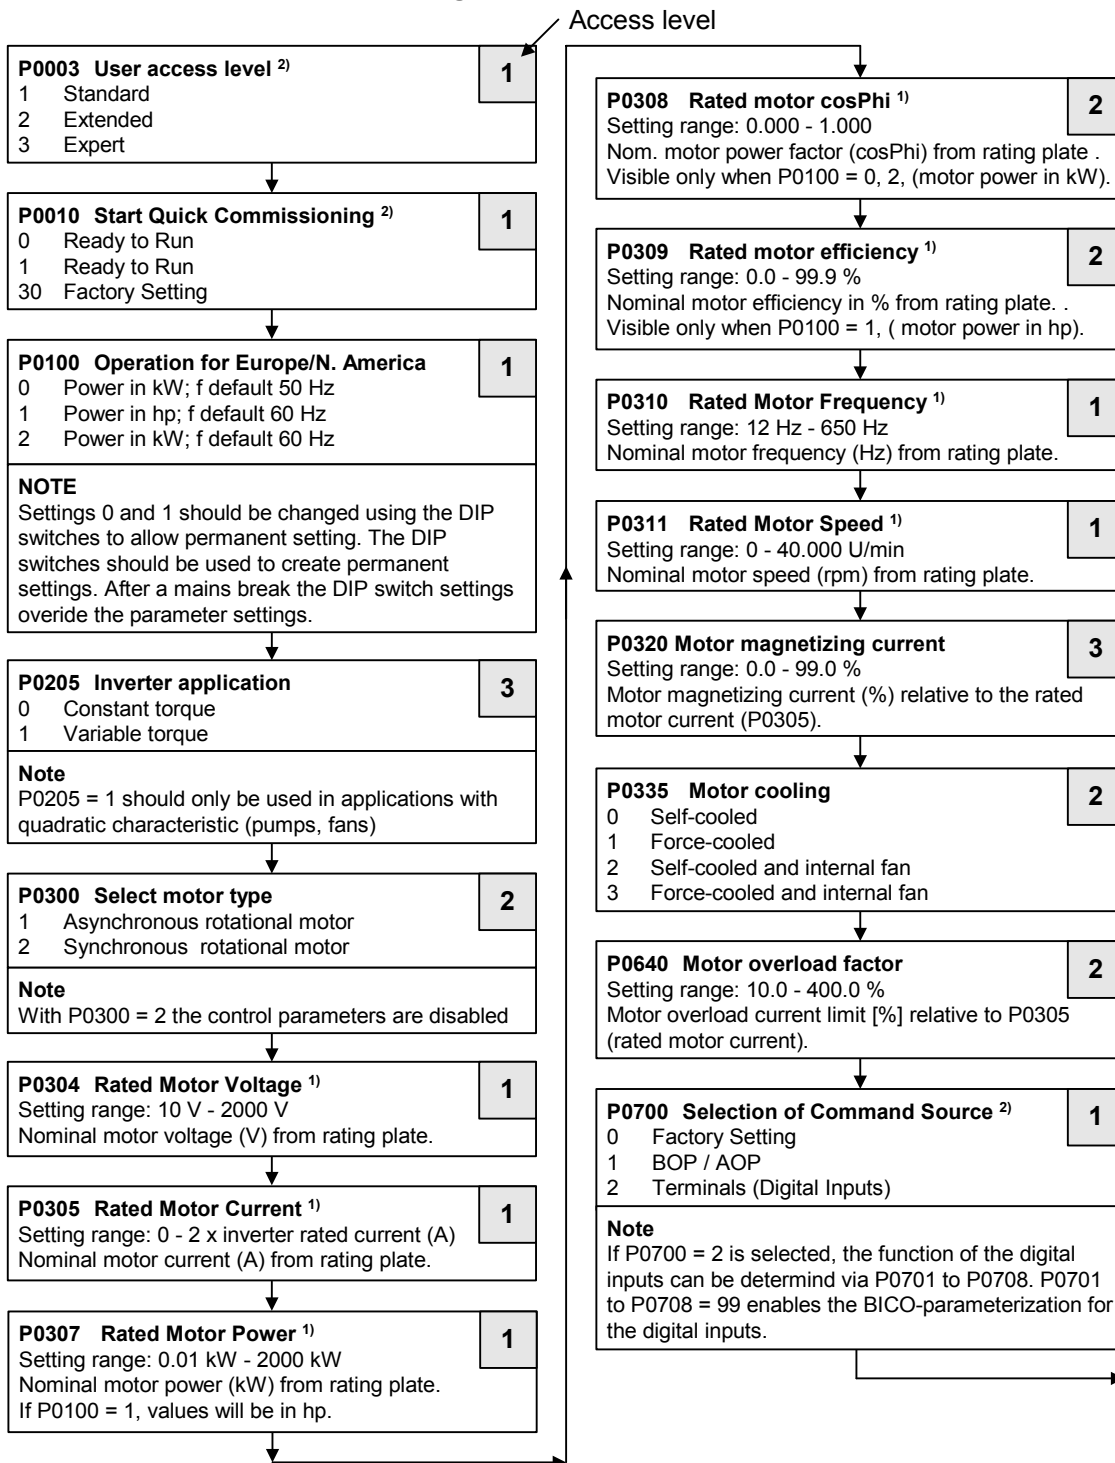 Access level
P0003 User access level 2)
1
1 Standard
2 Extended
3 Expert
P0010 Start Quick Commissioning 2)
1
0 Ready to Run
1 Ready to Run
30 Factory Setting
P0100 Operation for Europe/N. America
1
0 Power in kW; f default 50 Hz
1 Power in hp; f default 60 Hz
2 Power in kW; f default 60 Hz
NOTE
Settings 0 and 1 should be changed using the DIP
switches to allow permanent setting. The DIP
switches should be used to create permanent
settings. After a mains break the DIP switch settings
overide the parameter settings.
P0205 Inverter application
3
0 Constant torque
1 Variable torque
Note
P0205 = 1 should only be used in applications with
quadratic characteristic (pumps, fans)
P0300 Select motor type
2
1 Asynchronous rotational motor
2 Synchronous rotational motor
Note
With P0300 = 2 the control parameters are disabled
P0304 Rated Motor Voltage 1)
1
Setting range: 10 V - 2000 V
Nominal motor voltage (V) from rating plate.
P0305 Rated Motor Current 1)
1
Setting range: 0 - 2 x inverter rated current (A)
Nominal motor current (A) from rating plate.
P0307 Rated Motor Power 1)
1
Setting range: 0.01 kW - 2000 kW
Nominal motor power (kW) from rating plate.
If P0100 = 1, values will be in hp.
P0308 Rated motor cosPhi 1)
2
Setting range: 0.000 - 1.000
Nom. motor power factor (cosPhi) from rating plate .
Visible only when P0100 = 0, 2, (motor power in kW).
P0309 Rated motor efficiency 1)
2
Setting range: 0.0 - 99.9 %
Nominal motor efficiency in % from rating plate. .
Visible only when P0100 = 1, ( motor power in hp).
P0310 Rated Motor Frequency 1)
1
Setting range: 12 Hz - 650 Hz
Nominal motor frequency (Hz) from rating plate.
P0311 Rated Motor Speed 1)
1
Setting range: 0 - 40.000 U/min
Nominal motor speed (rpm) from rating plate.
P0320 Motor magnetizing current
3
Setting range: 0.0 - 99.0 %
Motor magnetizing current (%) relative to the rated
motor current (P0305).
P0335 Motor cooling
2
0 Self-cooled
1 Force-cooled
2 Self-cooled and internal fan
3 Force-cooled and internal fan
P0640 Motor overload factor
2
Setting range: 10.0 - 400.0 %
Motor overload current limit [%] relative to P0305
(rated motor current).
P0700 Selection of Command Source 2)
1
0 Factory Setting
1 BOP / AOP
2 Terminals (Digital Inputs)
Note
If P0700 = 2 is selected, the function of the digital
inputs can be determind via P0701 to P0708. P0701
to P0708 = 99 enables the BICO-parameterization for
the digital inputs.